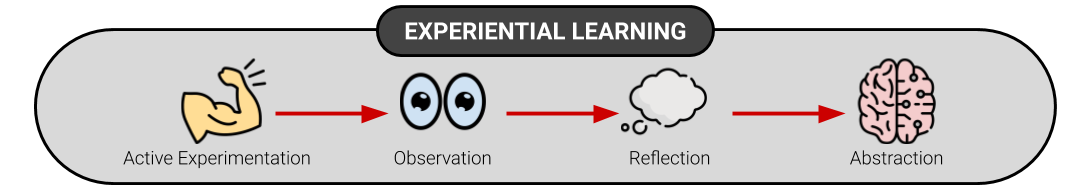 EXPERIENTIAL LEARNING
Active Experimentation
Observation
Reflection
Abstraction